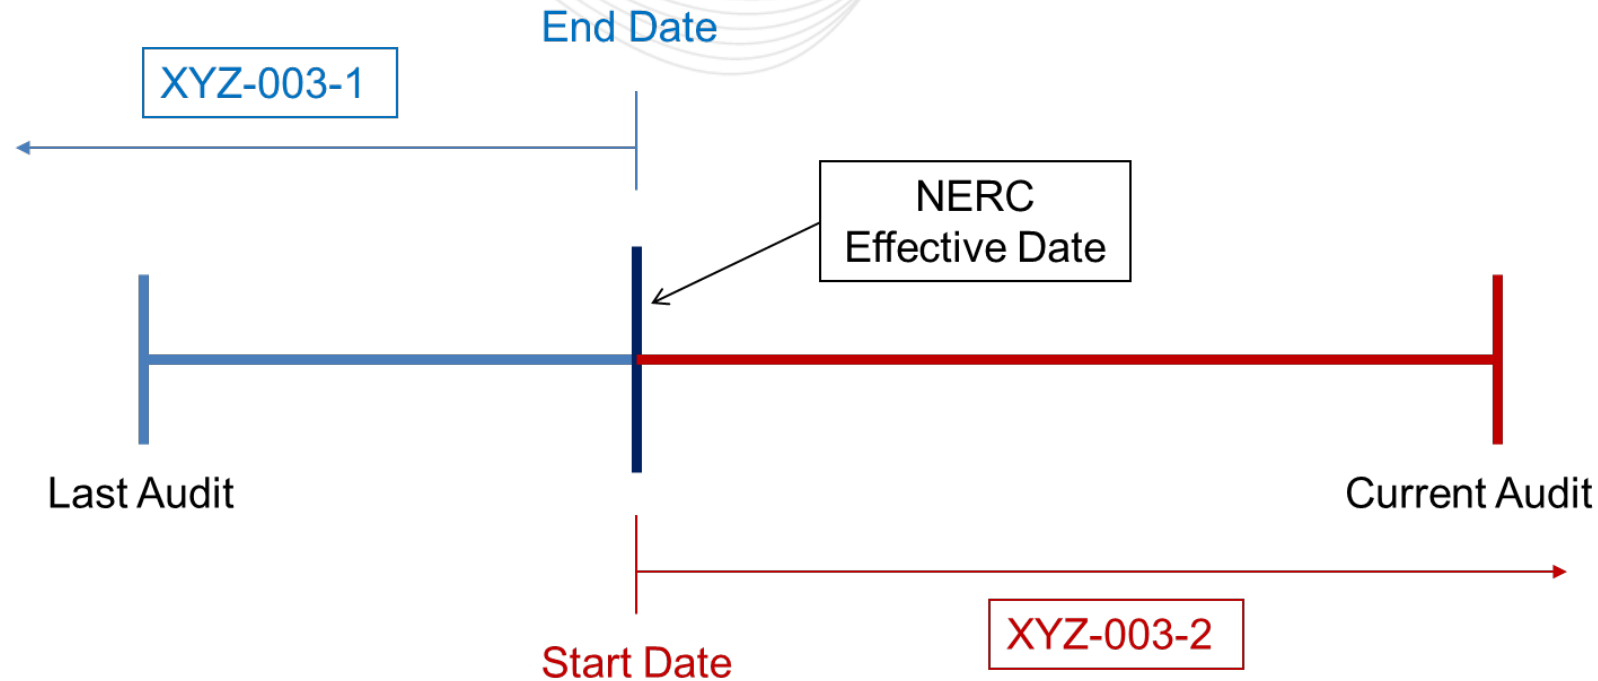 End Date
XYZ-003-1
NERC
Effective Date
Last Audit
Current Audit
XYZ-003-2
Start Date